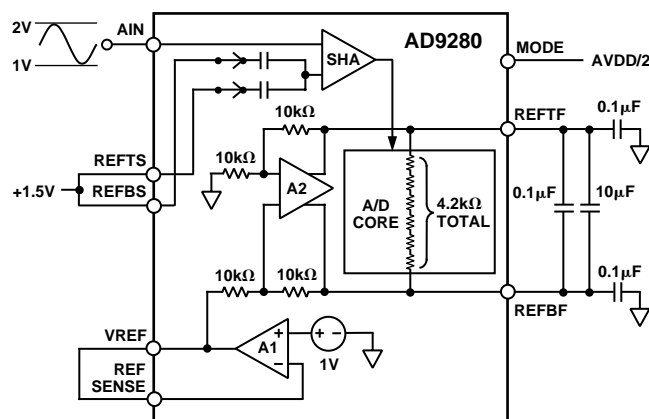 2V
AIN
AD9280
1V
SHA
MODE
AVDD/2
10kΩ
REFTF
0.1µF
REFTS
10kΩ
+1.5V
REFBS
A2
A/D
CORE
4.2kΩ
TOTAL
0.1µF
10µF
10kΩ
10kΩ
0.1µF
VREF
REFBF
REF
SENSE
A1
+
−
+ −
1V